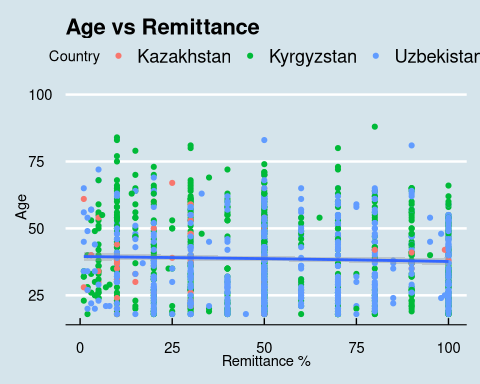 Age vs Remittance
Country Kazakhstan Kyrgyzstan Uzbekistan
100
75
50
25
Age
0 25 50 75 100
Remittance %